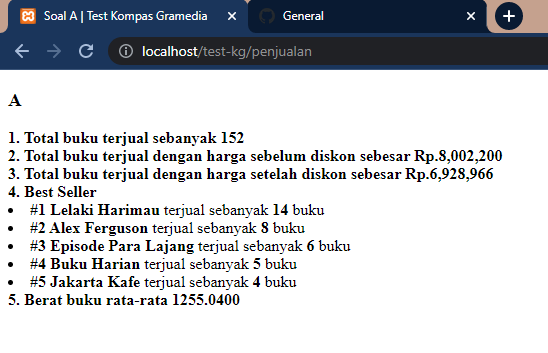 Soal A | Test Kompas Gramedia
General
localhost/test-kg/penjualan
A
1. Total buku terjual sebanyak 152
2. Total buku terjual dengan harga sebelum diskon sebesar Rp.8,002,200
3. Total buku terjual dengan harga setelah diskon sebesar Rp.6,928,966
4. Best Seller
• #1 Lelaki Harimau terjual sebanyak 14 buku
• #2 Alex Ferguson terjual sebanyak 8 buku
• #3 Episode Para Lajang terjual sebanyak 6 buku
• #4 Buku Harian terjual sebanyak 5 buku
• #5 Jakarta Kafe terjual sebanyak 4 buku
5. Berat buku rata-rata 1255.0400